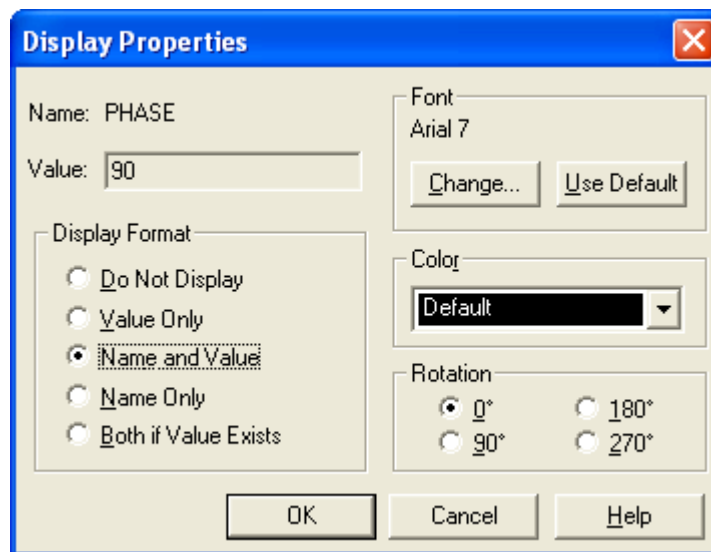 Display Properties
Name: PHASE
Value: 90
Display Format
Do Not Display
Value Only
Name and Value
Name Only
Both if Value Exists
Font
Arial 7
Change... Use Default
Color
Default
Rotation
0° 180°
90° 270°
OK Cancel Help